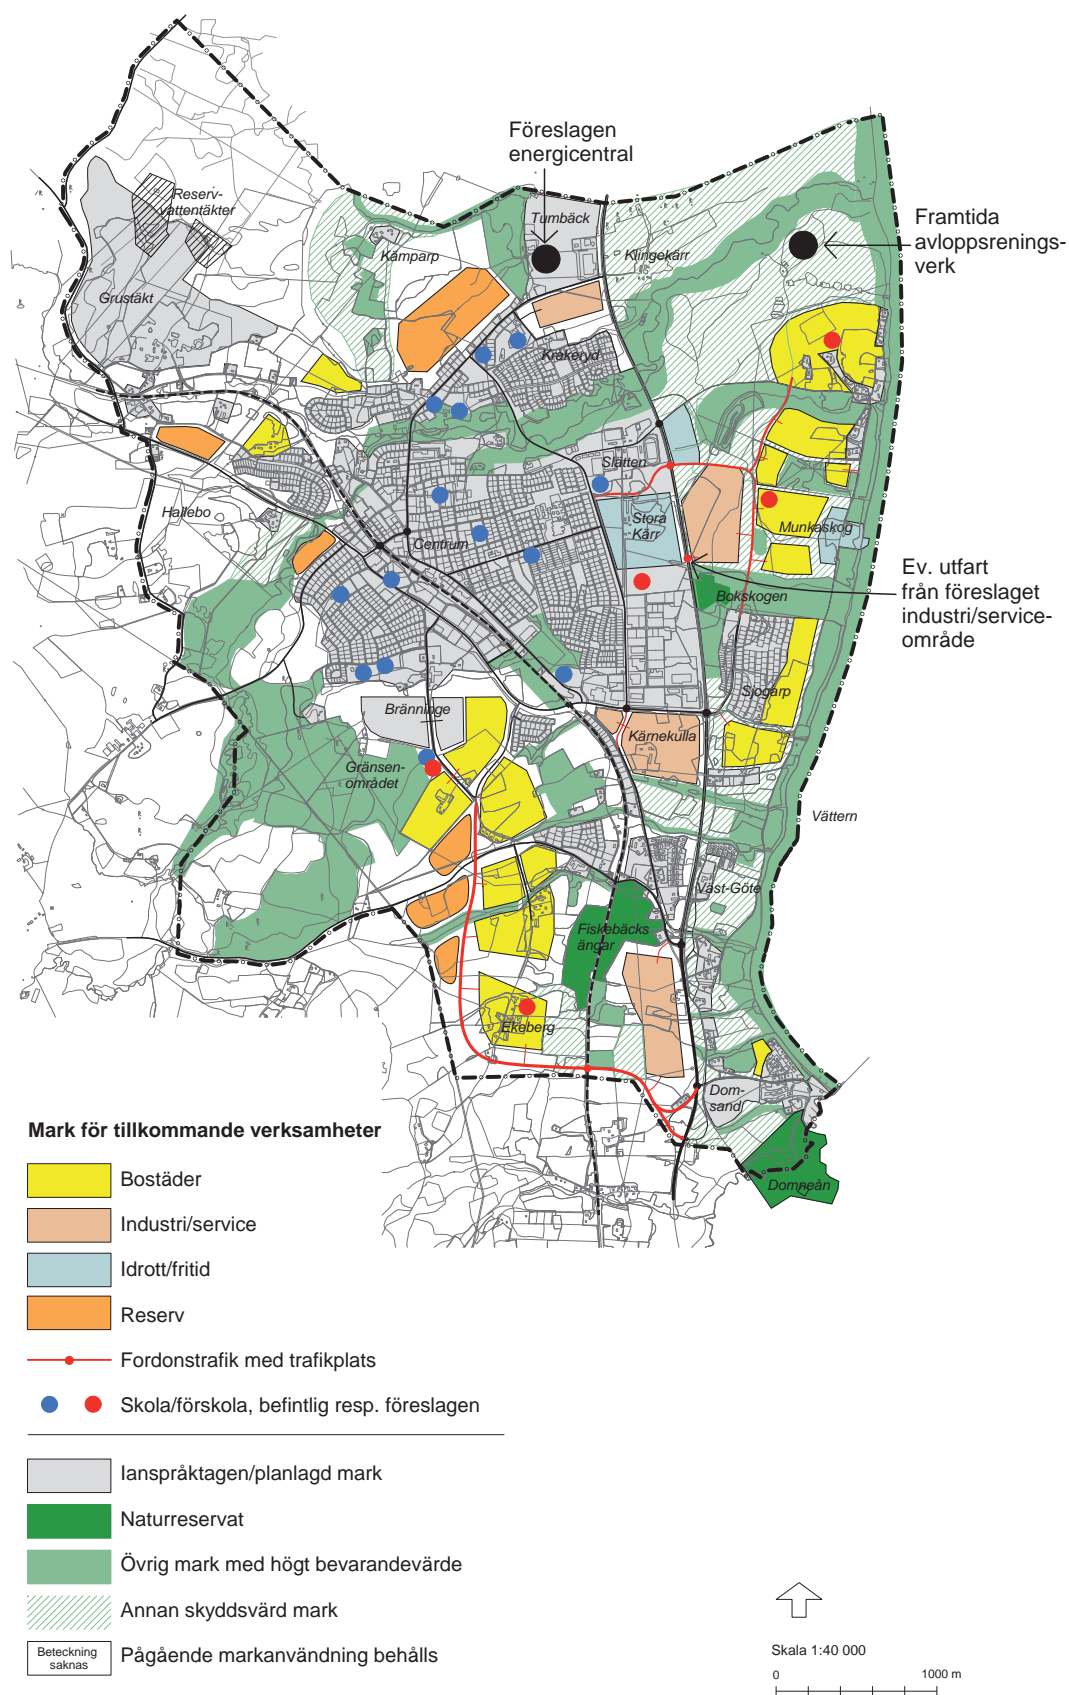 Föreslagen
energicentral
Framtida
avloppsrenings-
verk
Reserv-
vattentäkter
Tumbäck
Kämparp
Klingekärr
Grustäkt
Kråkeryd
Slätten
Hallebo
Stora
Kärr
Munkaskog
Centrum
Ev. utfart
från föreslaget
industri/service-
område
Bokskogen
Sjogarp
Bränninge
Kärnekulla
Gränsen-
området
Vättern
Väst-Göte
Fiskebäcks
ängar
Ekeberg
Dom-
sand
Domneån
Mark för tillkommande verksamheter
Bostäder
Industri/service
Idrott/fritid
Reserv
Fordonstrafik med trafikplats
Skola/förskola, befintlig resp. föreslagen
Ianspråktagen/planlagd mark
Naturreservat
Övrig mark med högt bevarandevärde
Annan skyddsvärd mark
Beteckning
saknas
Pågående markanvändning behålls
Skala 1:40 000
0 1000 m